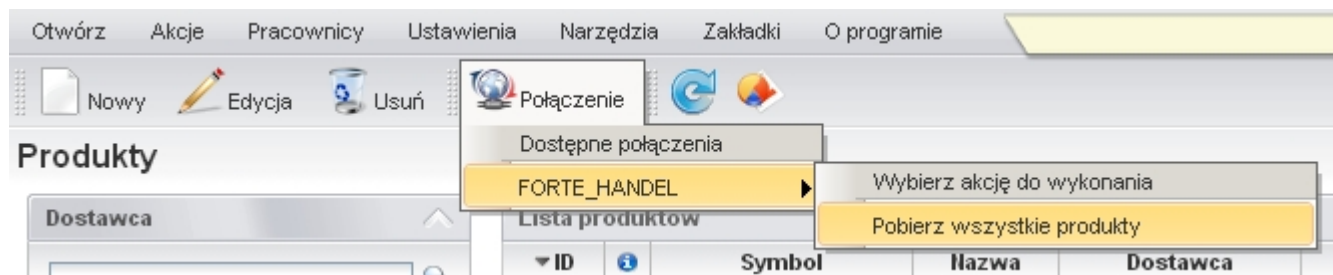 Otwórz Akcje Pracownicy Ustawienia Narzędzia Zakładki O programie
Nowy Edycja Usuń Połączenie
Dostępne połączenia
Produkty
FORTE_HANDEL Wybierz akcję do wykonania
Dostawca Lista produktów Pobierz wszystkie produkty
ID Symbol Nazwa Dostawca